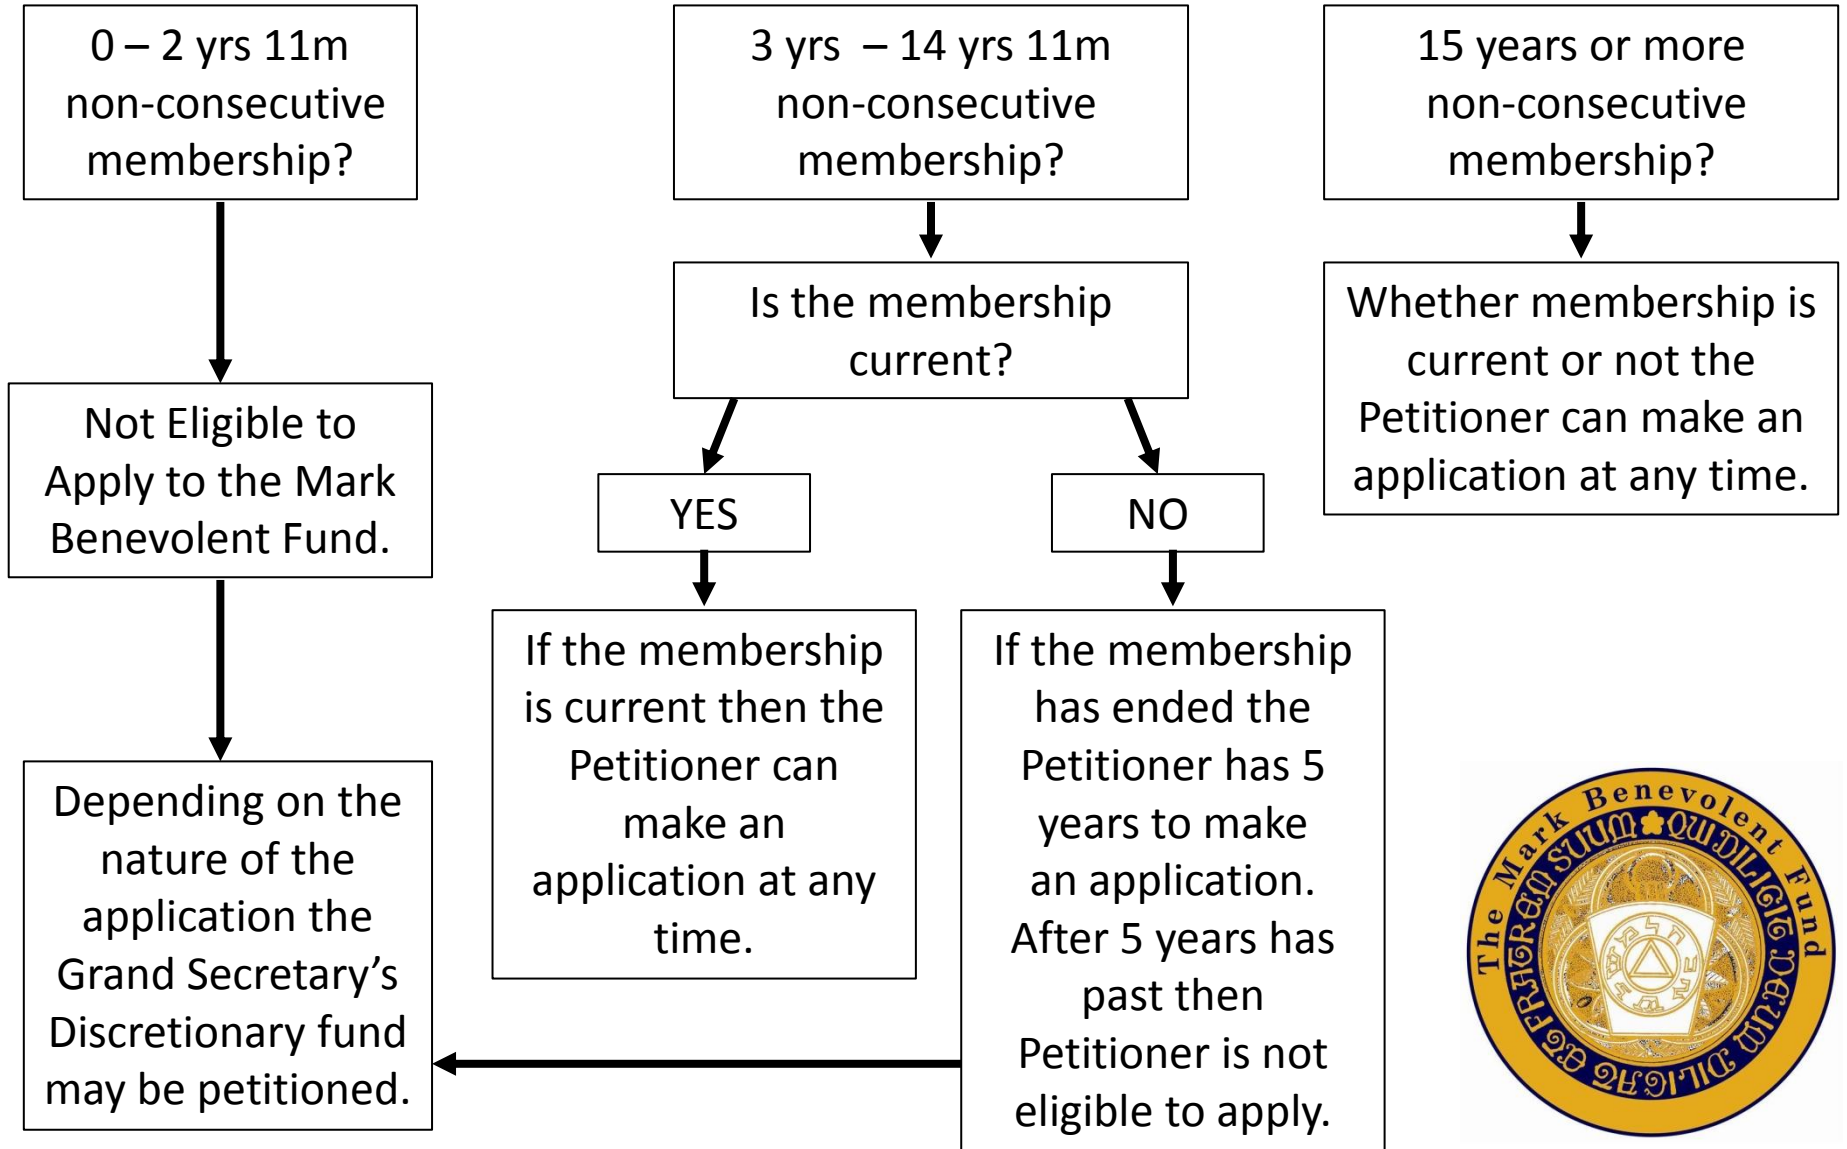 0 – 2 yrs 11m
non-consecutive
membership?
Not Eligible to
Apply to the Mark
Benevolent Fund.
Depending on the
nature of the
application the
Grand Secretary’s
Discretionary fund
may be petitioned.
3 yrs – 14 yrs 11m
non-consecutive
membership?
Is the membership
current?
YES
If the membership
is current then the
Petitioner can
make an
application at any
time.
NO
If the membership
has ended the
Petitioner has 5
years to make
an application.
After 5 years has
past then
Petitioner is not
eligible to apply.
15 years or more
non-consecutive
membership?
Whether membership is
current or not the
Petitioner can make an
application at any time.
The Mark Benevolent Fund